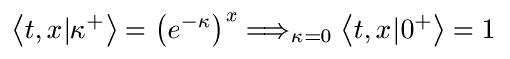 ⟨t, x|κ⁺⟩ = (e^{−κ})^x ⟹_{κ=0} ⟨t, x|0⁺⟩ = 1